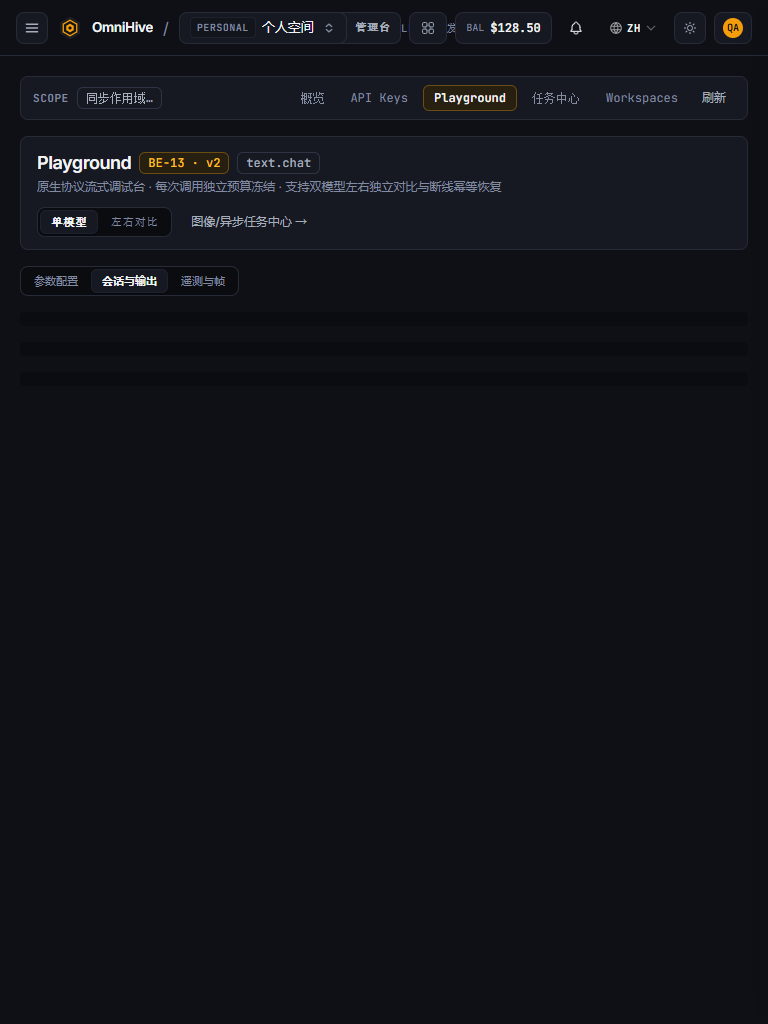 OmniHive / PERSONAL 个人空间 管理台 L 发 BAL $128.50 ZH QA
SCOPE 同步作用域… 概览 API Keys Playground 任务中心 Workspaces 刷新
Playground BE-13 · v2 text.chat
原生协议流式调试台 · 每次调用独立预算冻结 · 支持双模型左右独立对比与断线幂等恢复
单模型 左右对比 图像/异步任务中心 →
参数配置 会话与输出 遥测与帧